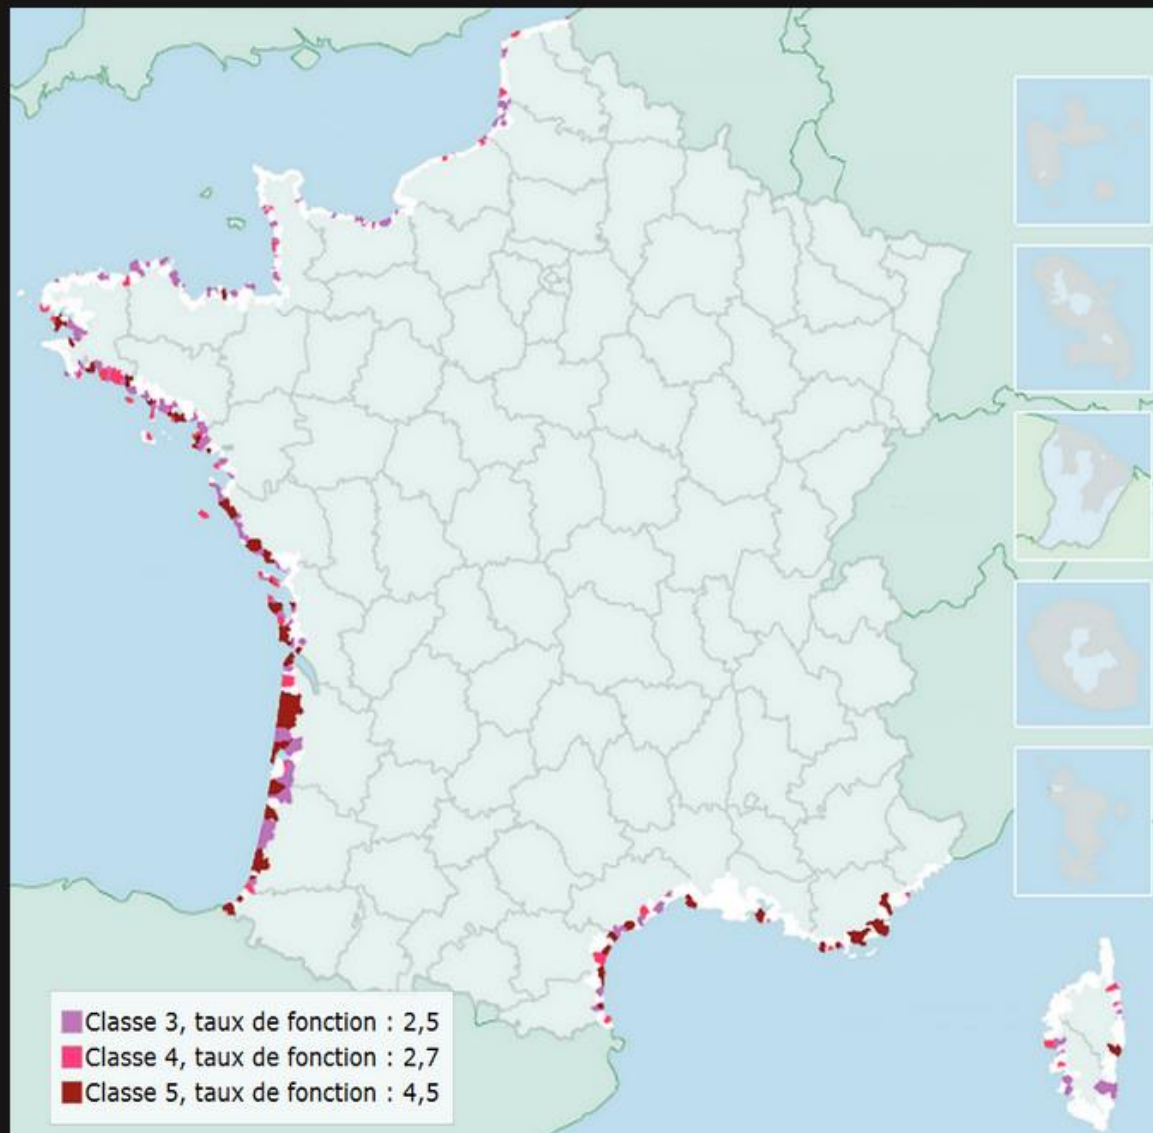 Classe 3, taux de fonction : 2,5
Classe 4, taux de fonction : 2,7
Classe 5, taux de fonction : 4,5